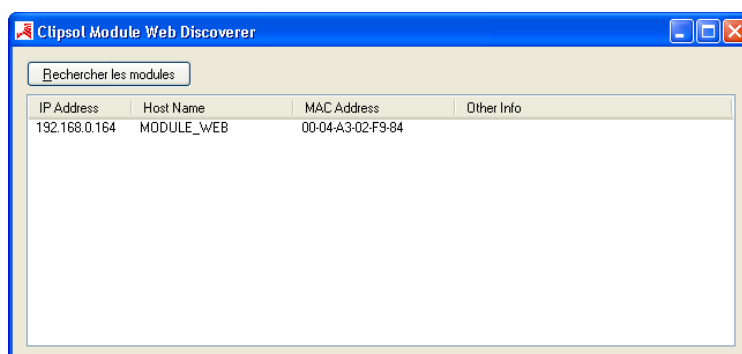 Clipsol Module Web Discoverer
Rechercher les modules
IP Address Host Name MAC Address Other Info
192.168.0.164 MODULE_WEB 00-04-A3-02-F9-84